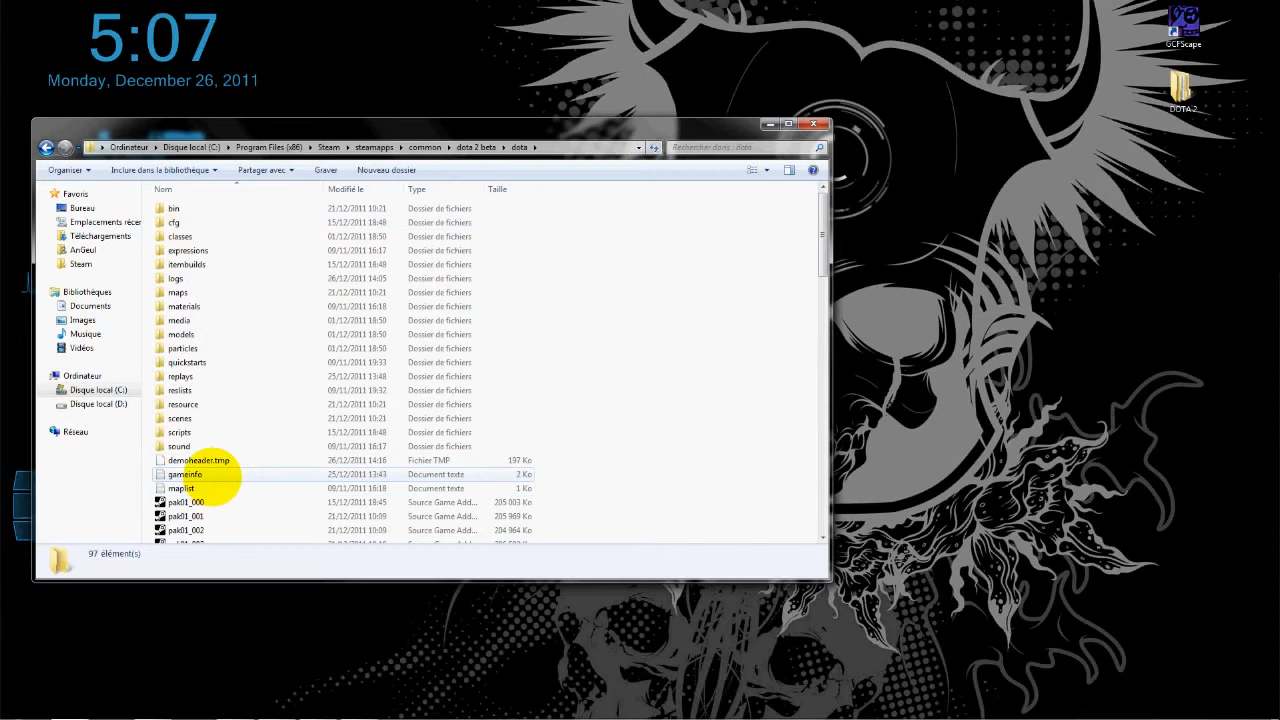 5:07
Monday, December 26, 2011
GCFScape
DOTA 2
Ordinateur Disque local (C:) Program Files (x86) Steam steamapps common dota 2 beta dota
Rechercher dans : dota
Organiser Inclure dans la bibliothèque Partager avec Graver Nouveau dossier
Nom Modifié le Type Taille
Favoris
Bureau
Emplacements récer
Téléchargements
AnGeul
Steam
Bibliothèques
Documents
Images
Musique
Vidéos
Ordinateur
Disque local (C:)
Disque local (D:)
Réseau
bin 21/12/2011 10:21 Dossier de fichiers
cfg 15/12/2011 18:48 Dossier de fichiers
classes 01/12/2011 18:50 Dossier de fichiers
expressions 09/11/2011 16:17 Dossier de fichiers
itembuilds 15/12/2011 18:48 Dossier de fichiers
logs 26/12/2011 14:05 Dossier de fichiers
maps 21/12/2011 10:21 Dossier de fichiers
materials 09/11/2011 16:18 Dossier de fichiers
media 01/12/2011 18:50 Dossier de fichiers
models 01/12/2011 18:50 Dossier de fichiers
particles 01/12/2011 18:50 Dossier de fichiers
quickstarts 09/11/2011 19:33 Dossier de fichiers
replays 25/12/2011 13:48 Dossier de fichiers
reslists 09/11/2011 19:32 Dossier de fichiers
resource 21/12/2011 10:21 Dossier de fichiers
scenes 21/12/2011 10:21 Dossier de fichiers
scripts 15/12/2011 18:48 Dossier de fichiers
sound 09/11/2011 16:17 Dossier de fichiers
demoheader.tmp 26/12/2011 14:16 Fichier TMP 197 Ko
gameinfo 25/12/2011 13:43 Document texte 2 Ko
maplist 09/11/2011 16:18 Document texte 1 Ko
pak01_000 15/12/2011 18:45 Source Game Add... 205 003 Ko
pak01_001 21/12/2011 10:09 Source Game Add... 205 969 Ko
pak01_002 21/12/2011 10:09 Source Game Add... 204 964 Ko
97 élément(s)